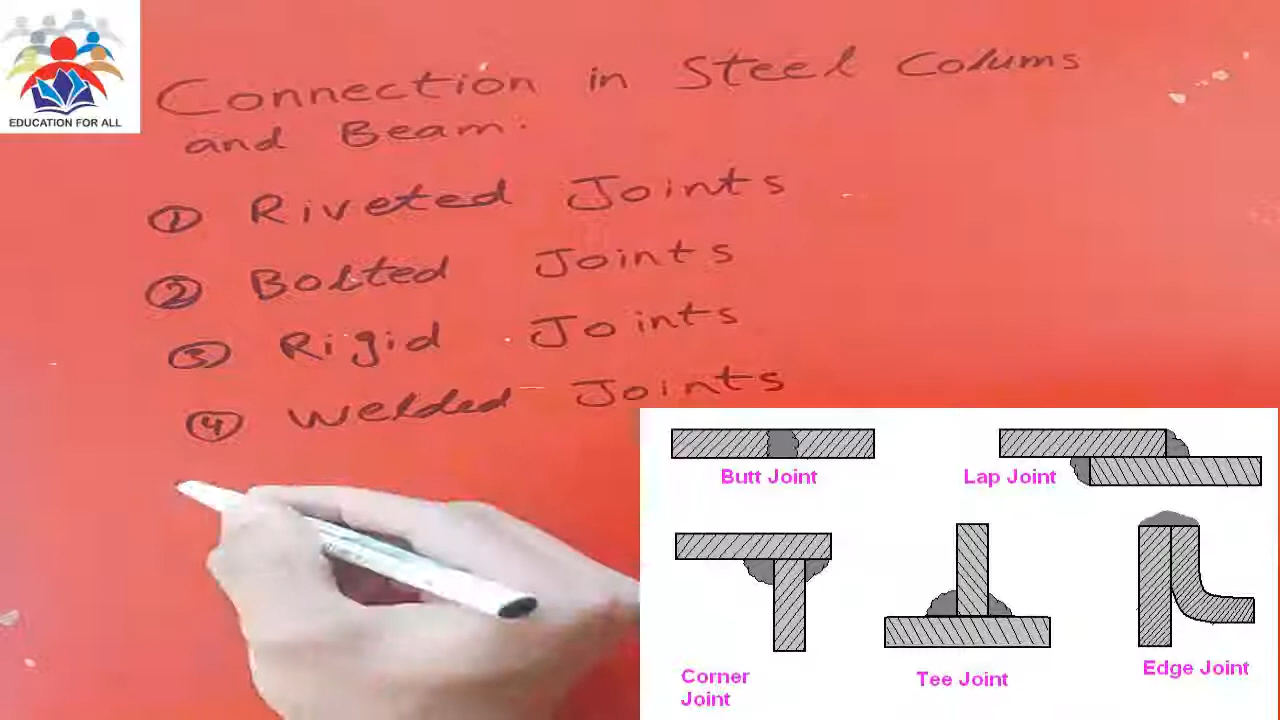 EDUCATION FOR ALL
Connection in Steel Colums
and Beam.
① Riveted Joints
② Bolted Joints
③ Rigid Joints
④ Welded Joints
Butt Joint
Lap Joint
Corner
Joint
Tee Joint
Edge Joint